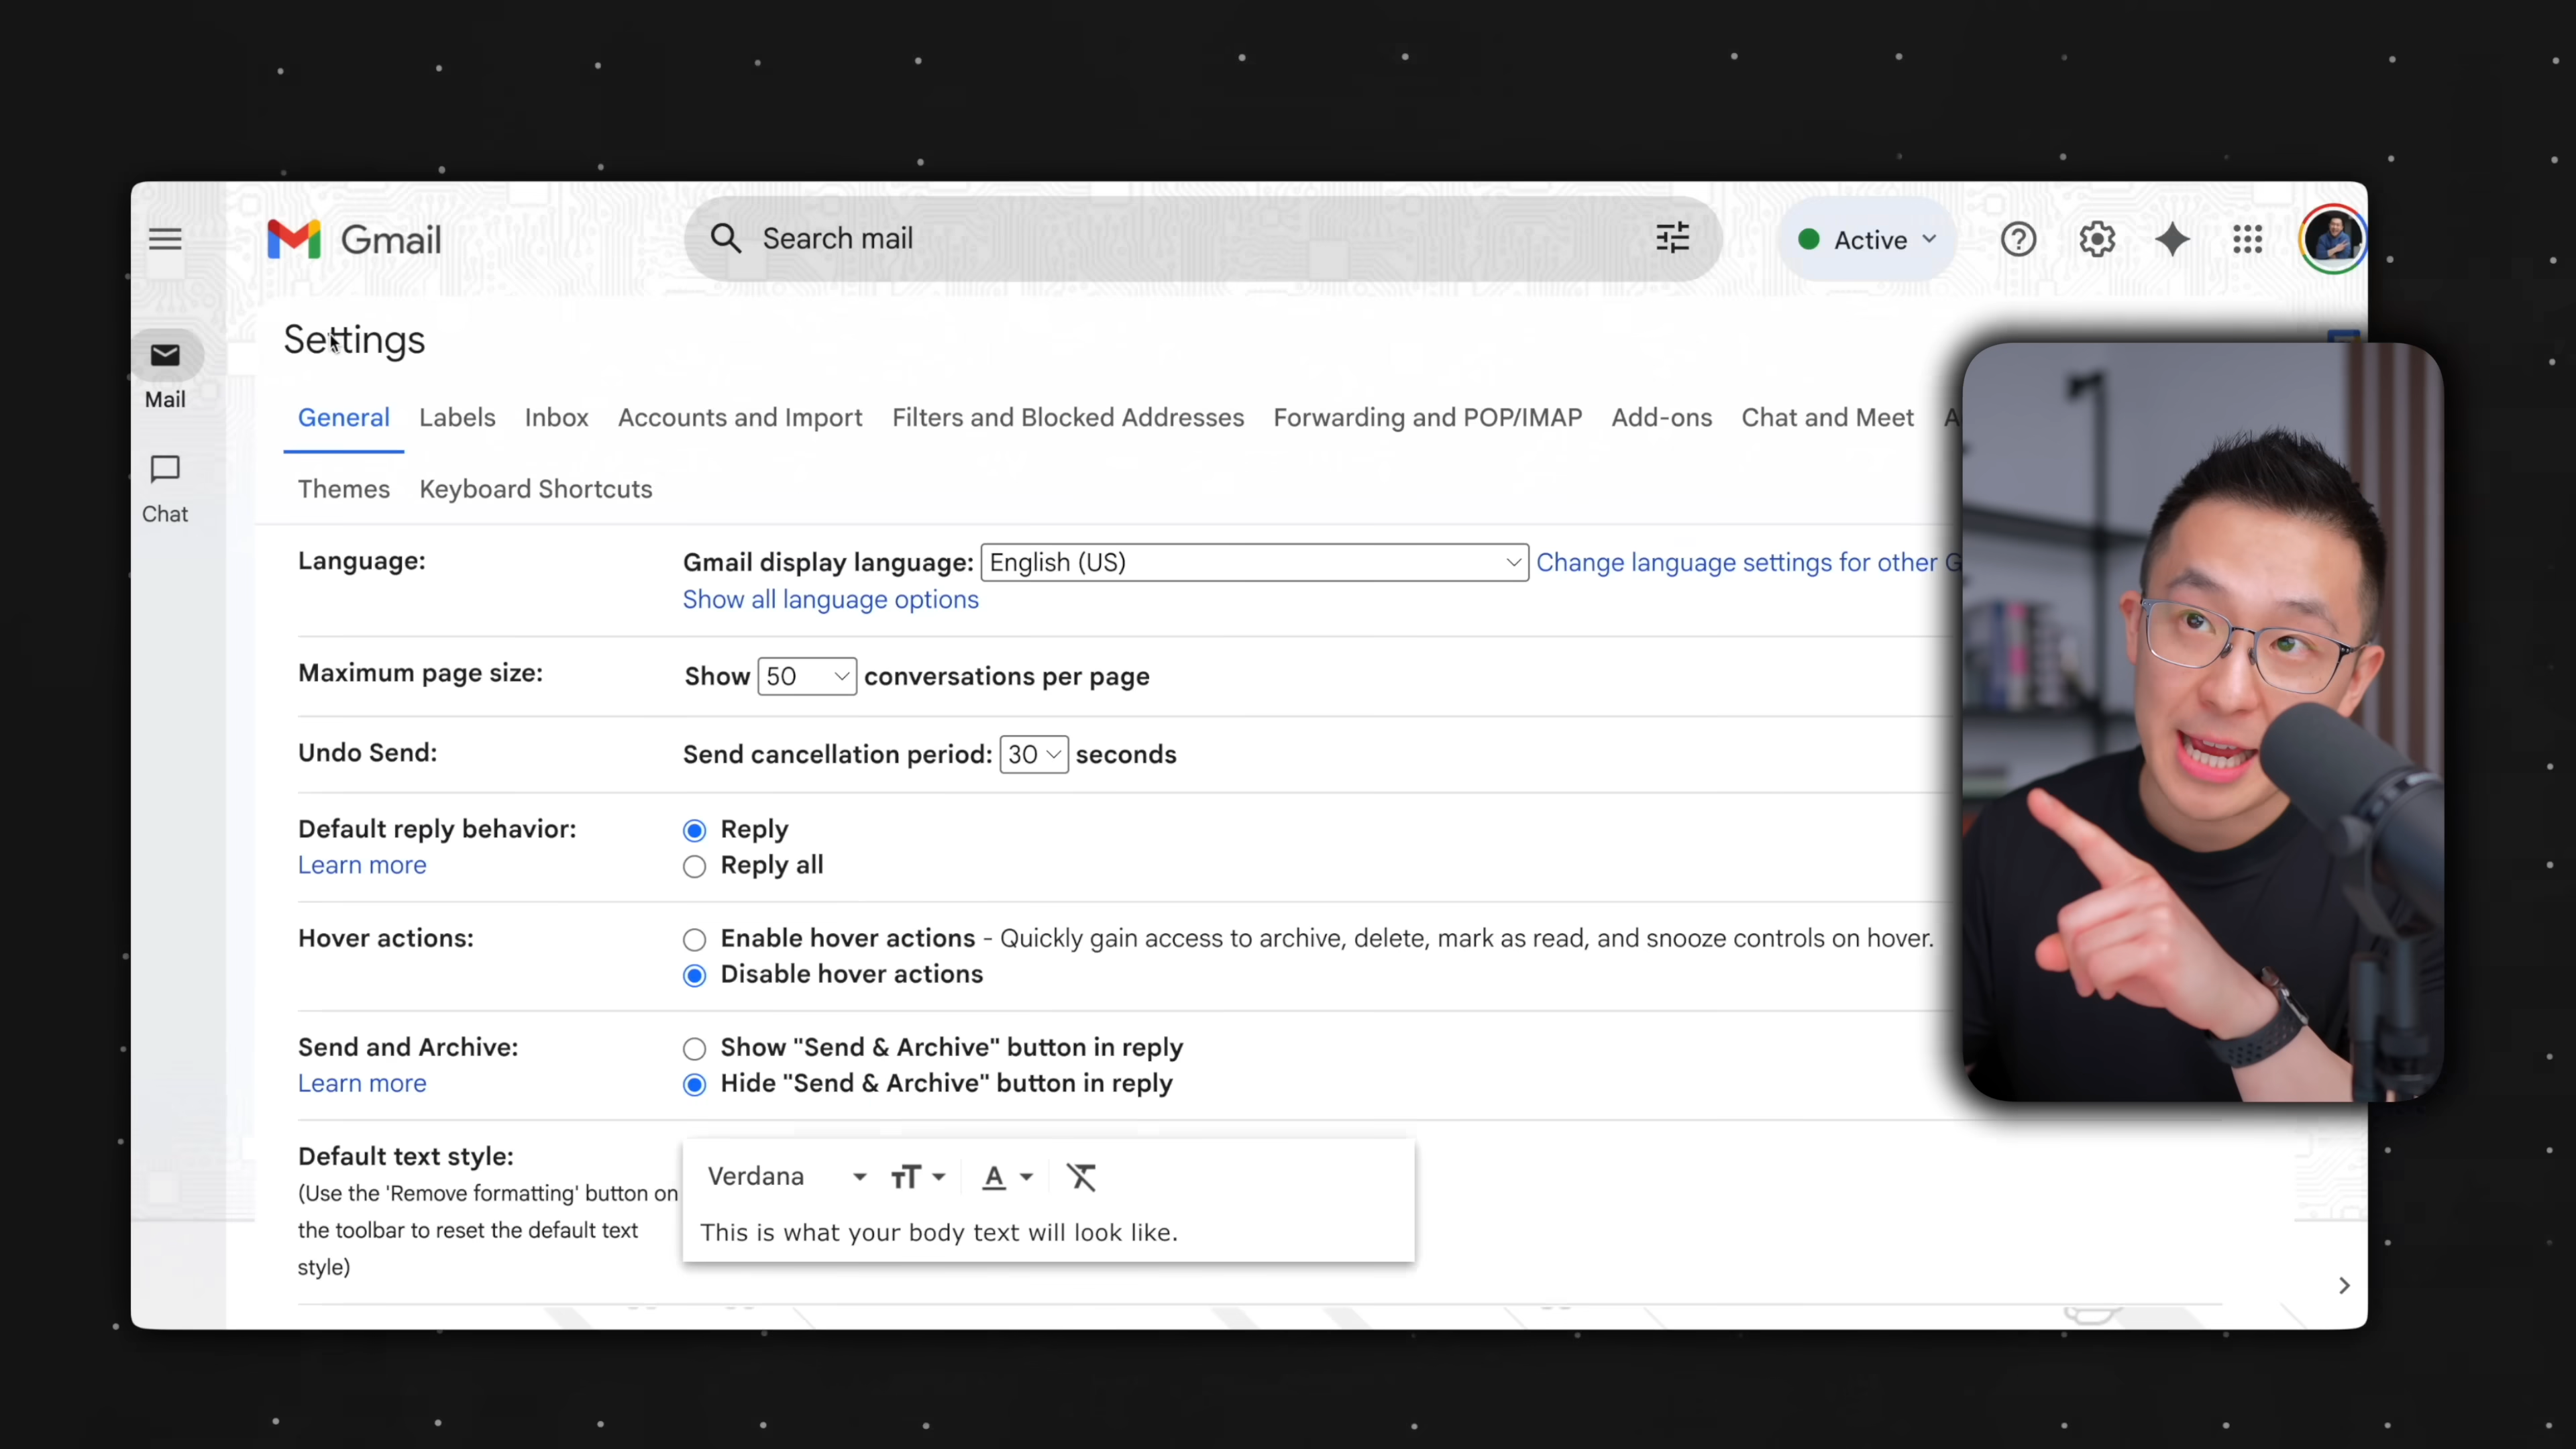 Gmail
Search mail
Active
Settings
Mail
Chat
General Labels Inbox Accounts and Import Filters and Blocked Addresses Forwarding and POP/IMAP Add-ons Chat and Meet A
Themes Keyboard Shortcuts
Language:
Gmail display language: English (US) Change language settings for other G
Show all language options
Maximum page size:
Show 50 conversations per page
Undo Send:
Send cancellation period: 30 seconds
Default reply behavior:
Learn more
Reply
Reply all
Hover actions:
Enable hover actions - Quickly gain access to archive, delete, mark as read, and snooze controls on hover.
Disable hover actions
Send and Archive:
Learn more
Show "Send & Archive" button in reply
Hide "Send & Archive" button in reply
Default text style:
(Use the 'Remove formatting' button on
the toolbar to reset the default text
style)
Verdana
This is what your body text will look like.